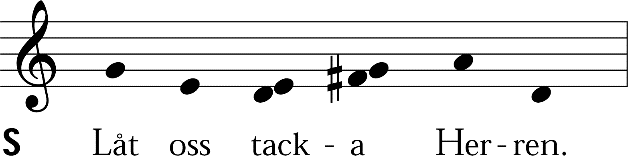 S Låt oss tack - a Her - ren.